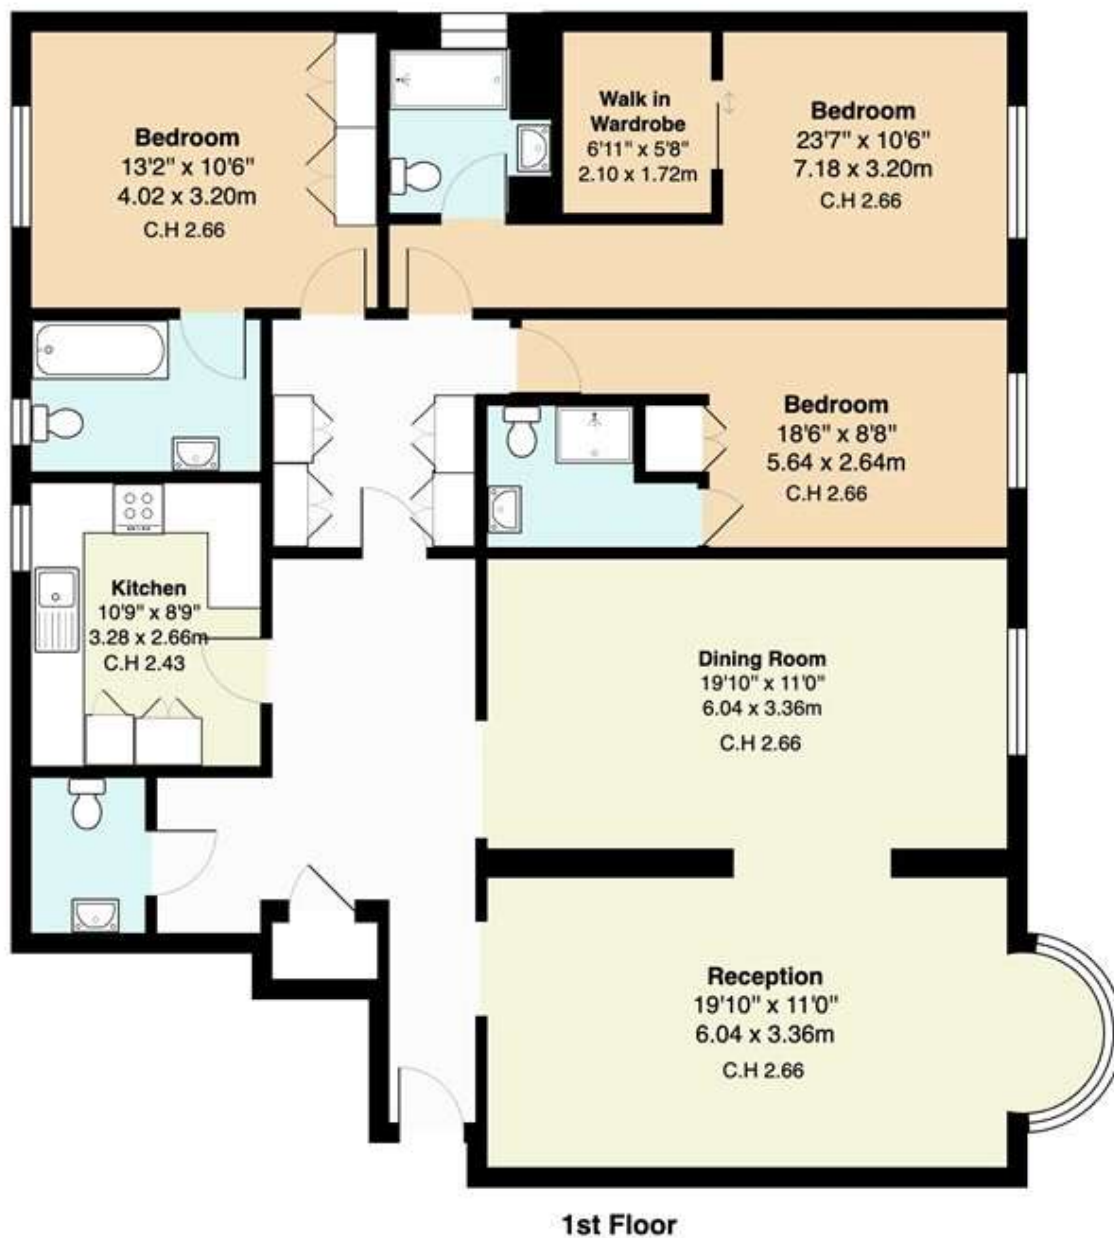 Bedroom
13'2" x 10'6"
4.02 x 3.20m
C.H 2.66
Walk in
Wardrobe
6'11" x 5'8"
2.10 x 1.72m
Bedroom
23'7" x 10'6"
7.18 x 3.20m
C.H 2.66
Bedroom
18'6" x 8'8"
5.64 x 2.64m
C.H 2.66
Kitchen
10'9" x 8'9"
3.28 x 2.66m
C.H 2.43
Dining Room
19'10" x 11'0"
6.04 x 3.36m
C.H 2.66
Reception
19'10" x 11'0"
6.04 x 3.36m
C.H 2.66
1st Floor